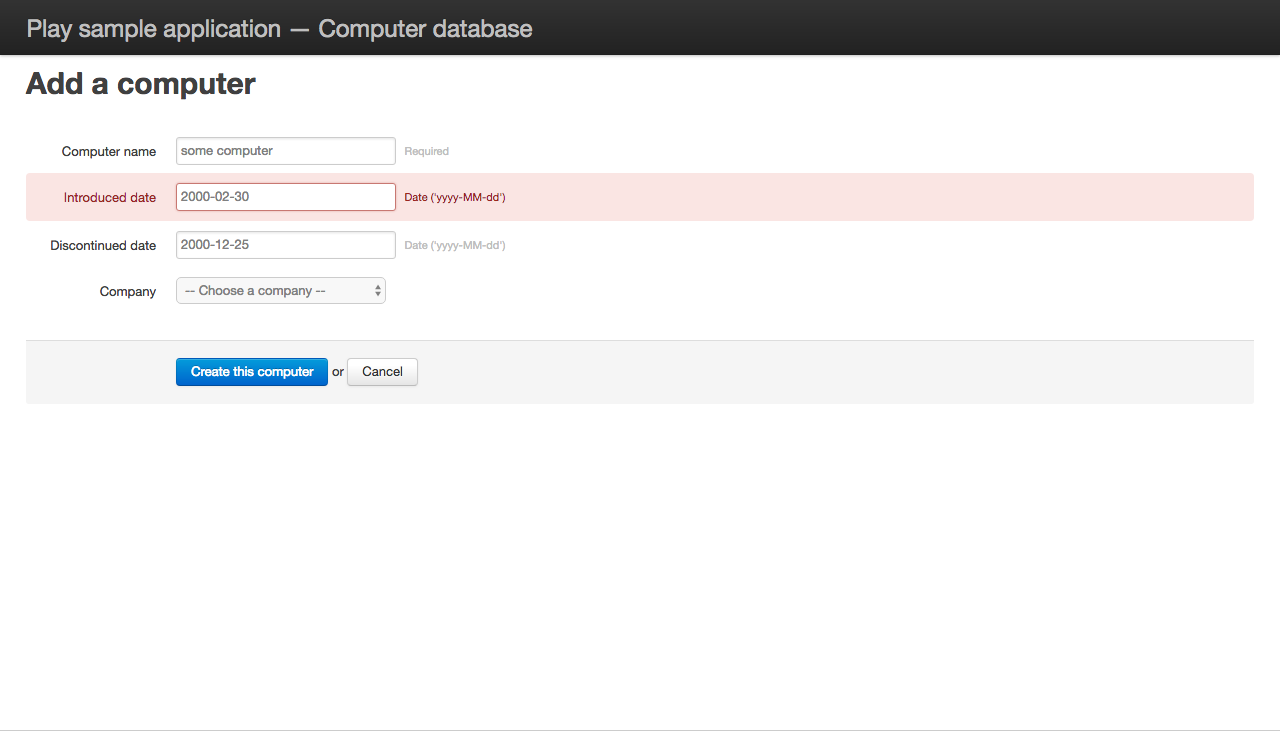 Play sample application — Computer database
Add a computer
Computer name some computer Required
Introduced date 2000-02-30 Date ('yyyy-MM-dd')
Discontinued date 2000-12-25 Date ('yyyy-MM-dd')
Company -- Choose a company --
Create this computer or Cancel